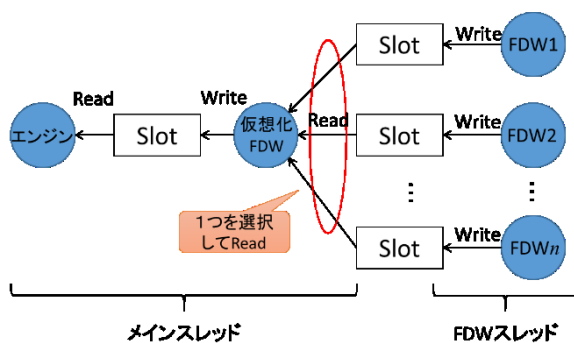 Slot
Write
FDW1
Read
エンジン
Slot
Write
仮想化
FDW
Read
Slot
Write
FDW2
⋮
⋮
1つを選択
してRead
Slot
Write
FDWn
メインスレッド
FDWスレッド